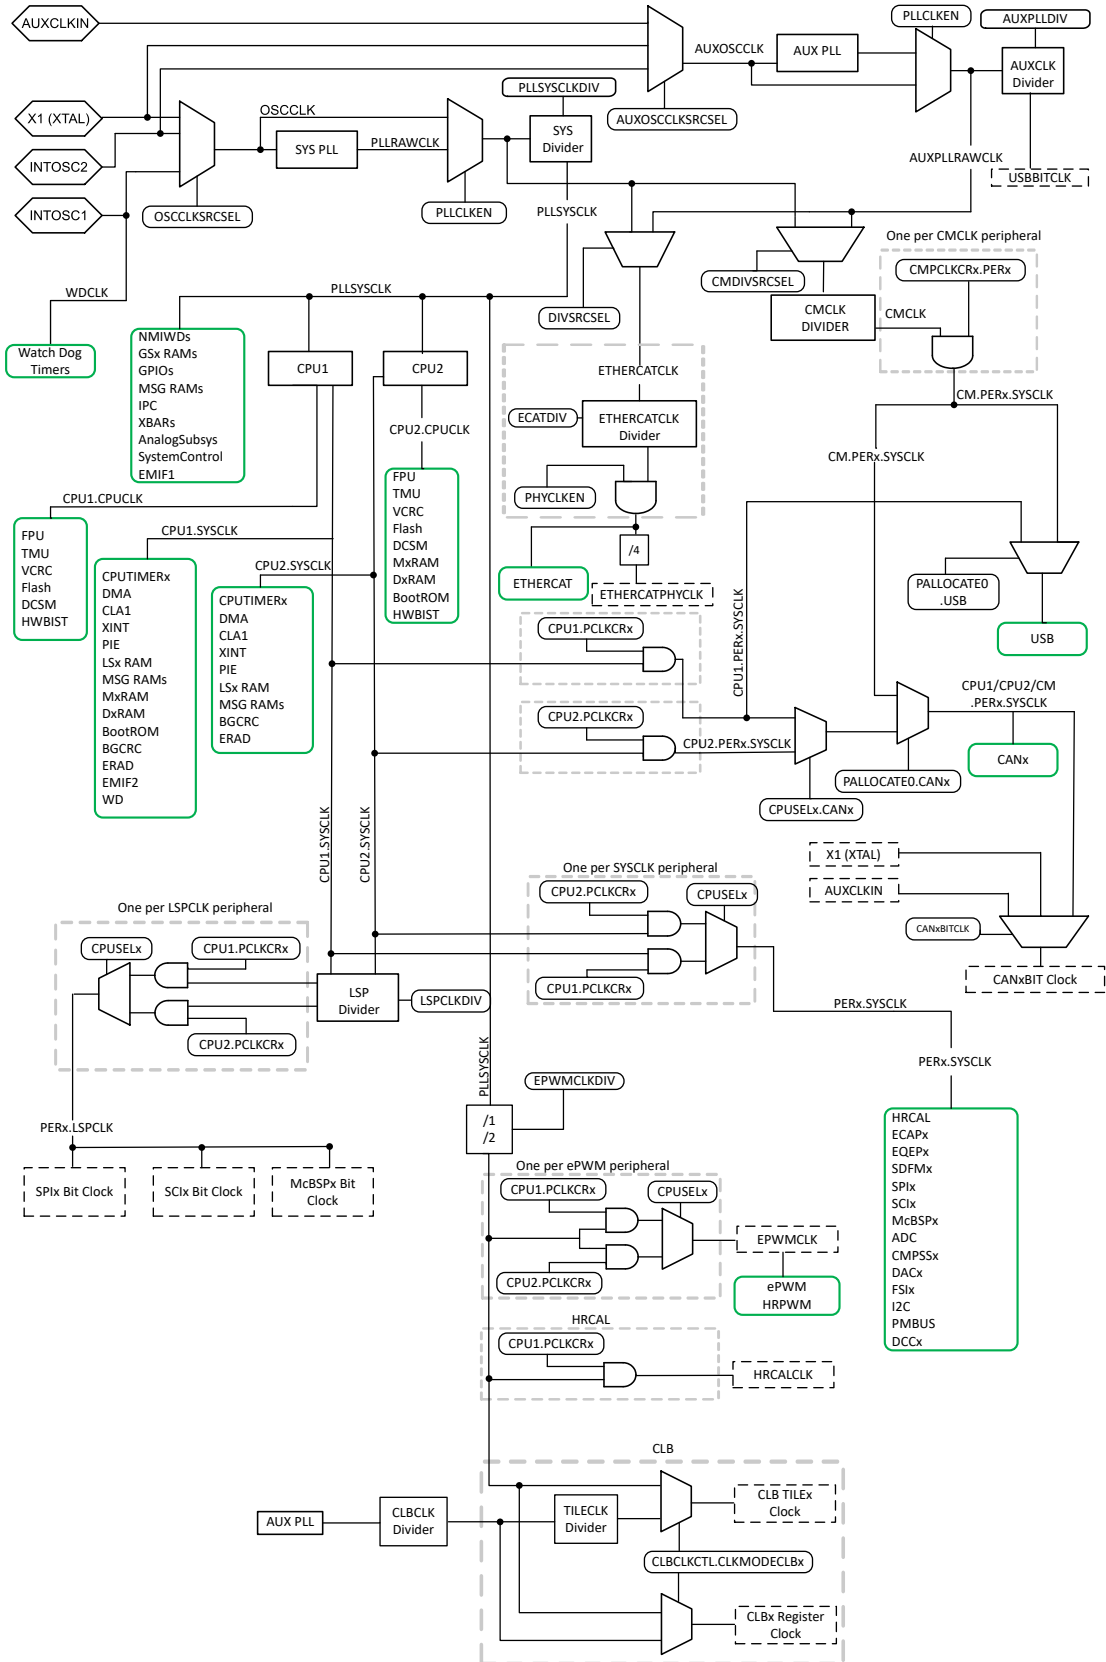 AUXCLKIN
PLLCLKEN
AUXPLLDIV
AUXOSCCLK
AUX PLL
AUXCLK
Divider
PLLSYSCLKDIV
X1 (XTAL)
OSCCLK
AUXOSCCLKSRCSEL
SYS
Divider
SYS PLL
PLLRAWCLK
AUXPLLRAWCLK
INTOSC2
USBBITCLK
INTOSC1
OSCCLKSRCSEL
PLLCLKEN
PLLSYSCLK
One per CMCLK peripheral
CMPCLKCRx.PERx
CMDIVSRCSEL
WDCLK
PLLSYSCLK
DIVSRCSEL
CMCLK
DIVIDER
CMCLK
Watch Dog
Timers
NMIWDs
GSx RAMs
GPIOs
MSG RAMs
IPC
XBARs
AnalogSubsys
SystemControl
EMIF1
CPU1
CPU2
ETHERCATCLK
CM.PERx.SYSCLK
ECATDIV
ETHERCATCLK
Divider
CPU2.CPUCLK
CM.PERx.SYSCLK
CPU1.CPUCLK
PHYCLKEN
FPU
TMU
VCRC
Flash
DCSM
MxRAM
DxRAM
BootROM
HWBIST
FPU
TMU
VCRC
Flash
DCSM
HWBIST
CPU1.SYSCLK
CPU2.SYSCLK
/4
ETHERCAT
ETHERCATPHYCLK
PALLOCATE0
.USB
USB
CPUTIMERx
DMA
CLA1
XINT
PIE
LSx RAM
MSG RAMs
MxRAM
DxRAM
BootROM
BGCRC
ERAD
EMIF2
WD
CPUTIMERx
DMA
CLA1
XINT
PIE
LSx RAM
MSG RAMs
BGCRC
ERAD
CPU1.PCLKCRx
CPU1.PERx.SYSCLK
CPU2.PCLKCRx
CPU2.PERx.SYSCLK
CPU1/CPU2/CM
.PERx.SYSCLK
CANx
PALLOCATE0.CANx
CPUSELx.CANx
CPU1.SYSCLK
CPU2.SYSCLK
X1 (XTAL)
AUXCLKIN
CANxBITCLK
CANxBIT Clock
One per SYSCLK peripheral
CPU2.PCLKCRx
CPUSELx
CPU1.PCLKCRx
One per LSPCLK peripheral
CPUSELx
CPU1.PCLKCRx
CPU2.PCLKCRx
LSP
Divider
LSPCLKDIV
PERx.SYSCLK
PLLSYSCLK
PERx.SYSCLK
EPWMCLKDIV
/1
/2
PERx.LSPCLK
SPIx Bit Clock
SCIx Bit Clock
McBSPx Bit
Clock
HRCAL
ECAPx
EQEPx
SDFMx
SPIx
SCIx
McBSPx
ADC
CMPSSx
DACx
FSIx
I2C
PMBUS
DCCx
One per ePWM peripheral
CPU1.PCLKCRx
CPUSELx
EPWMCLK
CPU2.PCLKCRx
ePWM
HRPWM
HRCAL
CPU1.PCLKCRx
HRCALCLK
CLB
AUX PLL
CLBCLK
Divider
TILECLK
Divider
CLB TILEx
Clock
CLBCLKCTL.CLKMODECLBx
CLBx Register
Clock